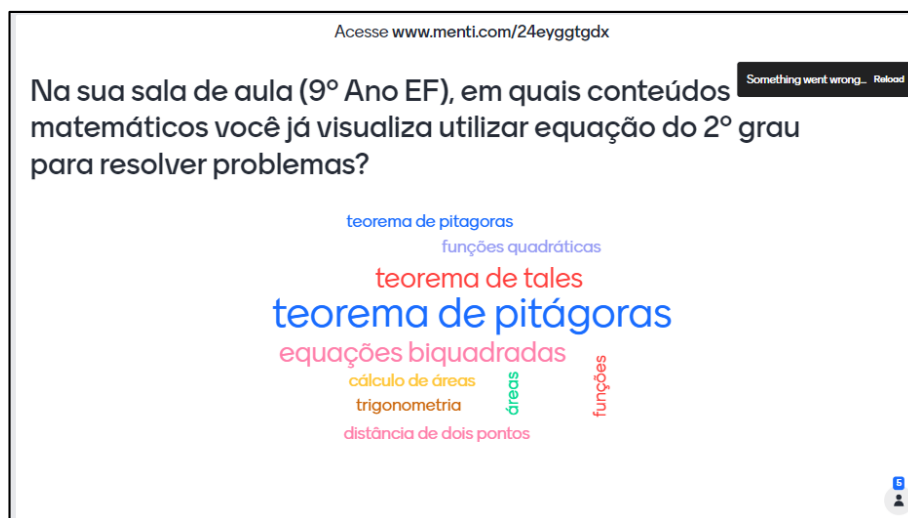 Acesse www.menti.com/24eyggtgdx
Something went wrong... Reload
Na sua sala de aula (9º Ano EF), em quais conteúdos
matemáticos você já visualiza utilizar equação do 2º grau
para resolver problemas?
teorema de pitagoras
funções quadráticas
teorema de tales
teorema de pitágoras
equações biquadradas
cálculo de áreas
áreas
funções
trigonometria
distância de dois pontos
5